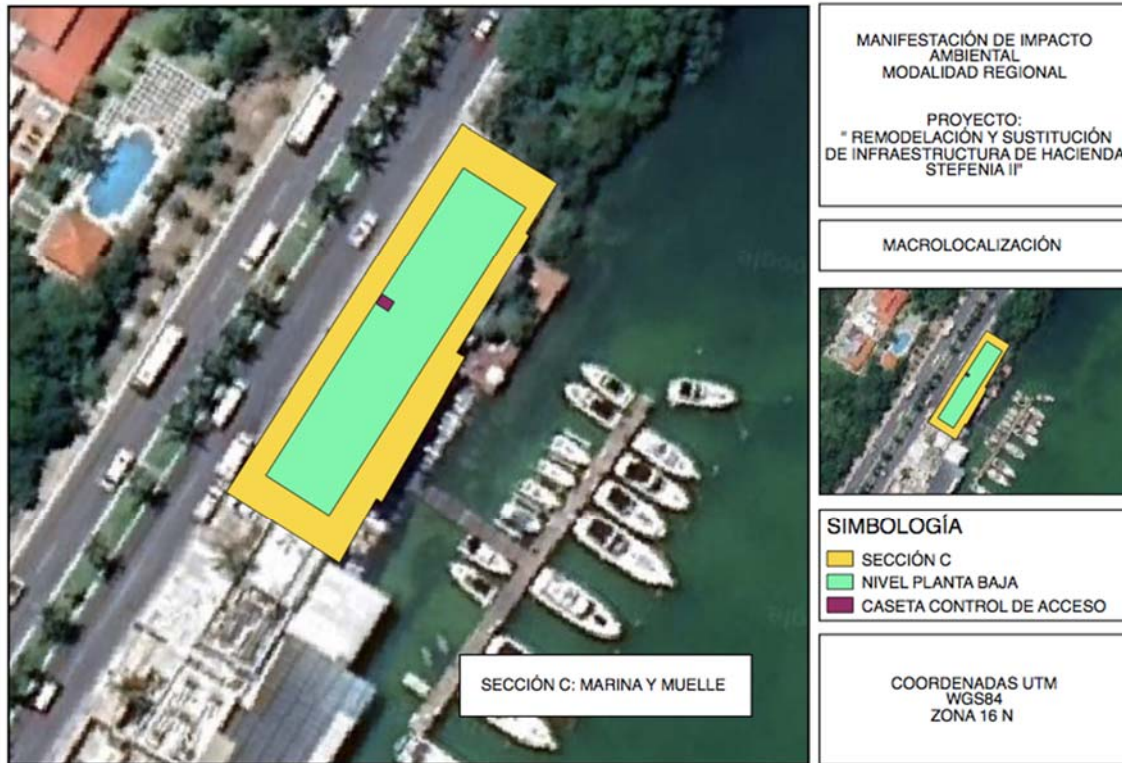 MANIFESTACIÓN DE IMPACTO
AMBIENTAL
MODALIDAD REGIONAL
PROYECTO:
" REMODELACIÓN Y SUSTITUCIÓN
DE INFRAESTRUCTURA DE HACIENDA
STEFENIA II"
MACROLOCALIZACIÓN
SIMBOLOGÍA
SECCIÓN C
NIVEL PLANTA BAJA
CASETA CONTROL DE ACCESO
SECCIÓN C: MARINA Y MUELLE
COORDENADAS UTM
WGS84
ZONA 16 N